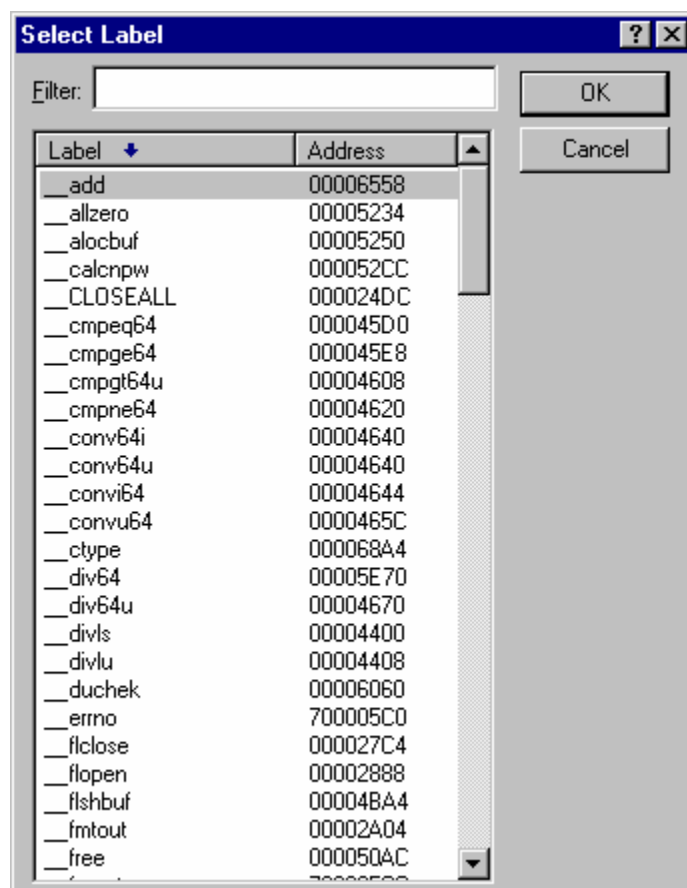 Select Label
Filter:
OK
Cancel
Label Address
__add 00006558
__allzero 00005234
__alocbuf 00005250
__calcnpw 000052CC
__CLOSEALL 000024DC
__cmpeq64 000045D0
__cmpge64 000045E8
__cmpgt64u 00004608
__cmpne64 00004620
__conv64i 00004640
__conv64u 00004640
__convi64 00004644
__convu64 0000465C
__ctype 000068A4
__div64 00005E70
__div64u 00004670
__divls 00004400
__divlu 00004408
__duchek 00006060
__errno 700005C0
__flclose 000027C4
__flopen 00002888
__flshbuf 00004BA4
__fmtout 00002A04
__free 000050AC